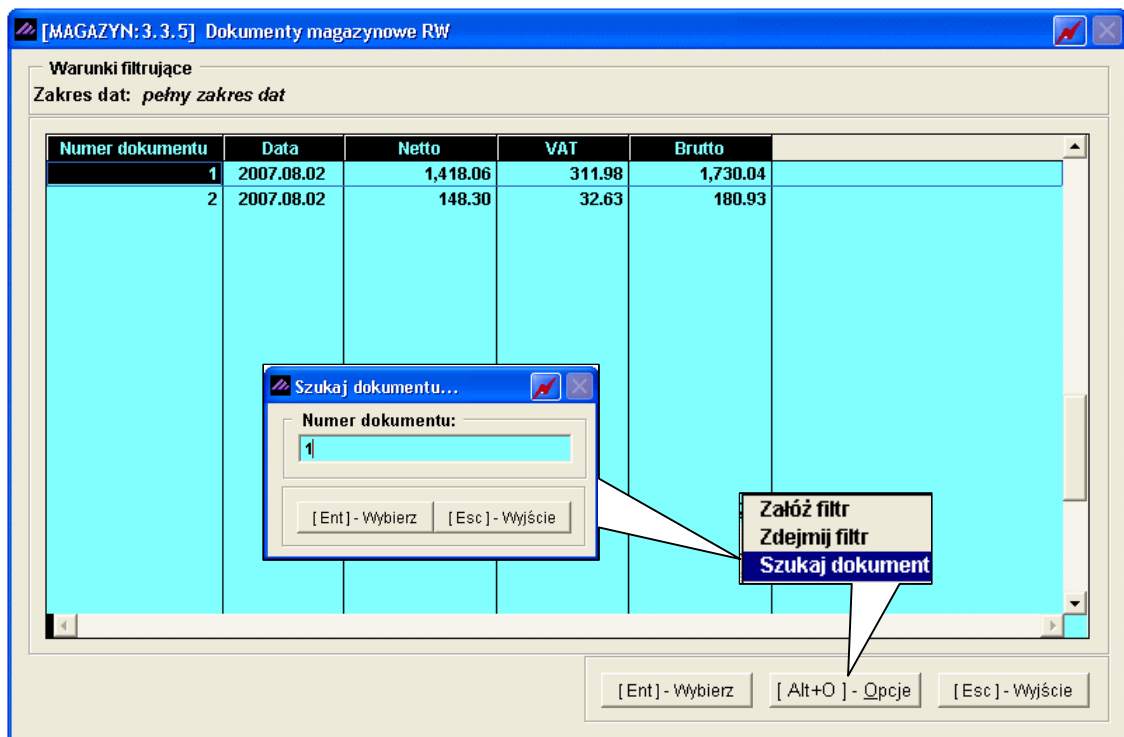 [MAGAZYN:3.3.5] Dokumenty magazynowe RW
Warunki filtrujące
Zakres dat: pełny zakres dat
Numer dokumentu Data Netto VAT Brutto
1 2007.08.02 1,418.06 311.98 1,730.04
2 2007.08.02 148.30 32.63 180.93
Szukaj dokumentu...
Numer dokumentu:
1
[Ent] - Wybierz [Esc] - Wyjście
Załóż filtr
Zdejmij filtr
Szukaj dokument
[Ent] - Wybierz [ Alt+O ] - Opcje [Esc] - Wyjście